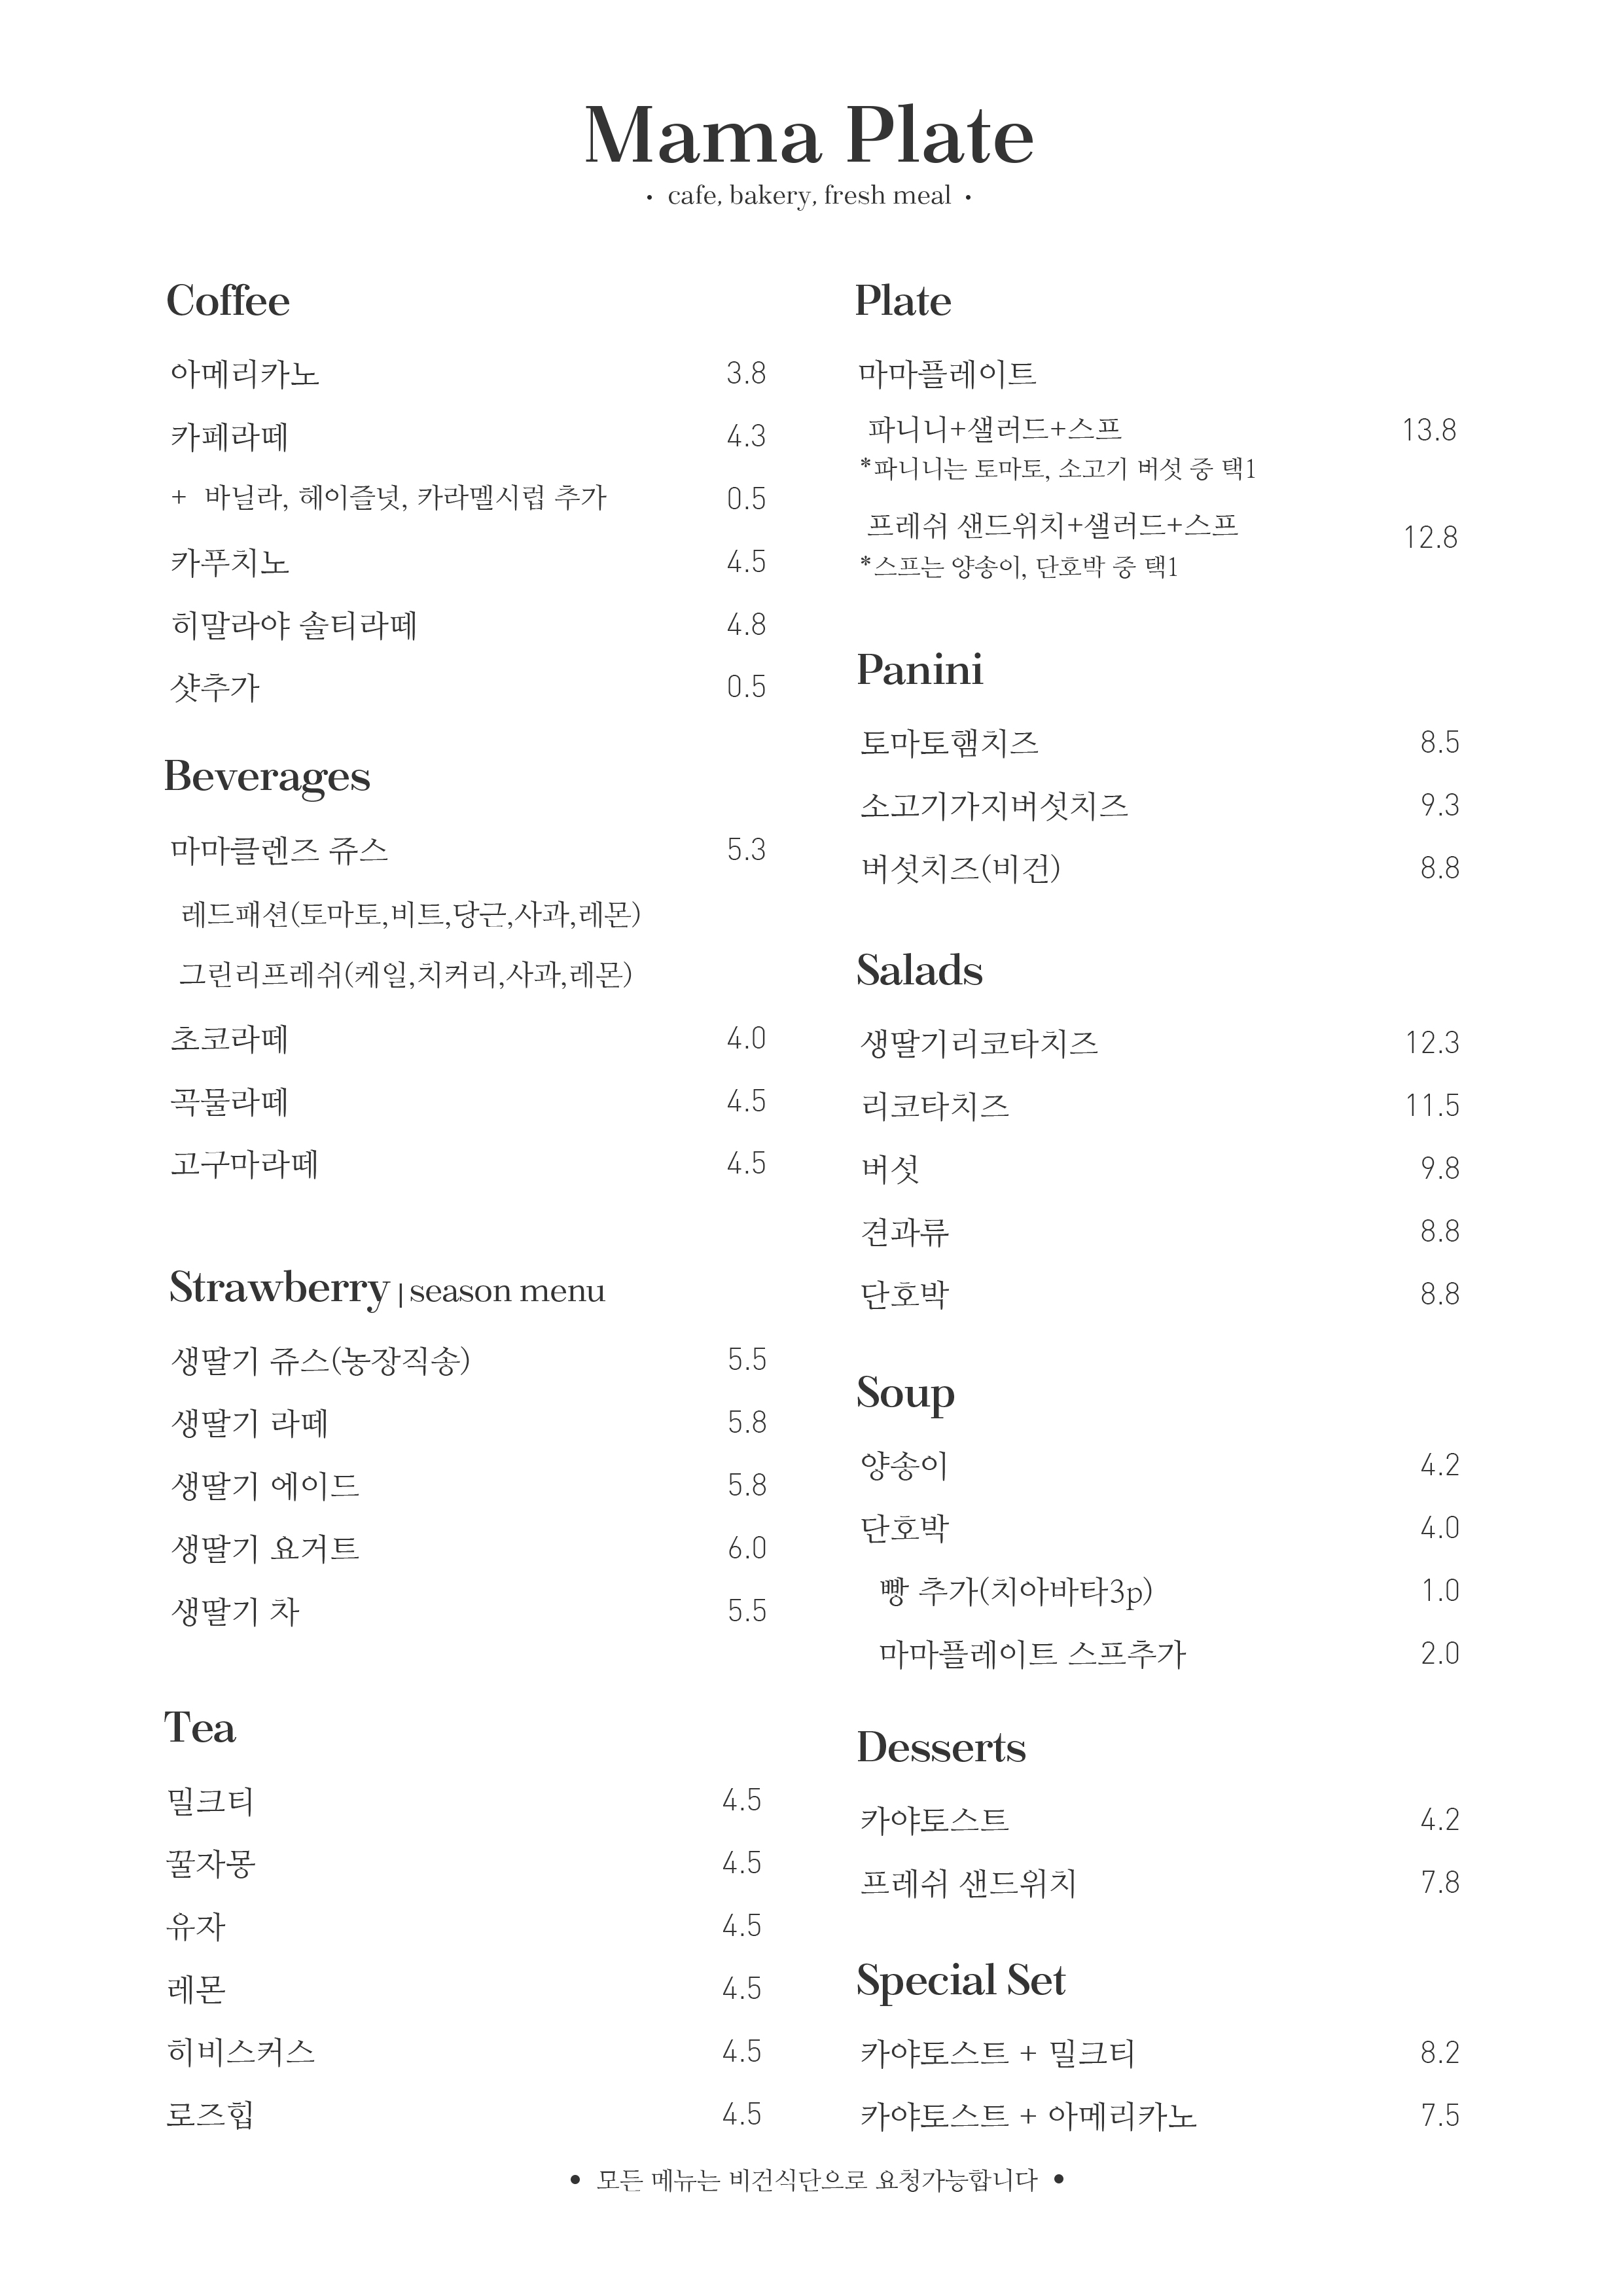 Mama Plate
· cafe, bakery, fresh meal ·
Coffee
아메리카노 3.8
카페라떼 4.3
+ 바닐라, 헤이즐넛, 카라멜시럽 추가 0.5
카푸치노 4.5
히말라야 솔티라떼 4.8
샷추가 0.5
Beverages
마마클렌즈 쥬스 5.3
레드패션(토마토,비트,당근,사과,레몬)
그린리프레쉬(케일,치커리,사과,레몬)
초코라떼 4.0
곡물라떼 4.5
고구마라떼 4.5
Strawberry | season menu
생딸기 쥬스(농장직송) 5.5
생딸기 라떼 5.8
생딸기 에이드 5.8
생딸기 요거트 6.0
생딸기 차 5.5
Tea
밀크티 4.5
꿀자몽 4.5
유자 4.5
레몬 4.5
히비스커스 4.5
로즈힙 4.5
Plate
마마플레이트
파니니+샐러드+스프 13.8
*파니니는 토마토, 소고기 버섯 중 택1
프레쉬 샌드위치+샐러드+스프 12.8
*스프는 양송이, 단호박 중 택1
Panini
토마토햄치즈 8.5
소고기가지버섯치즈 9.3
버섯치즈(비건) 8.8
Salads
생딸기리코타치즈 12.3
리코타치즈 11.5
버섯 9.8
견과류 8.8
단호박 8.8
Soup
양송이 4.2
단호박 4.0
빵 추가(치아바타3p) 1.0
마마플레이트 스프추가 2.0
Desserts
카야토스트 4.2
프레쉬 샌드위치 7.8
Special Set
카야토스트 + 밀크티 8.2
카야토스트 + 아메리카노 7.5
• 모든 메뉴는 비건식단으로 요청가능합니다 •